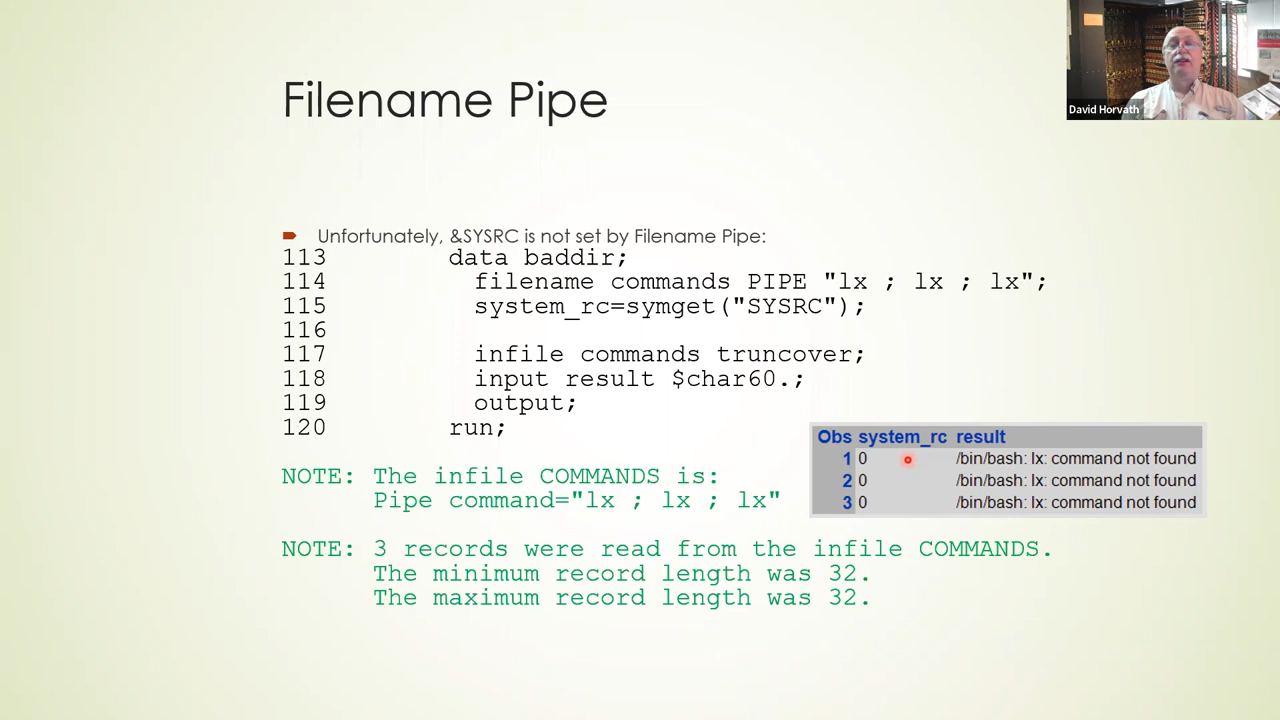 Filename Pipe
David Horvath
Unfortunately, &SYSRC is not set by Filename Pipe:
113 data baddir;
114 filename commands PIPE "lx ; lx ; lx";
115 system_rc=symget("SYSRC");
116
117 infile commands truncover;
118 input result $char60.;
119 output;
120 run;
Obs system_rc result
1 0 /bin/bash: lx: command not found
2 0 /bin/bash: lx: command not found
3 0 /bin/bash: lx: command not found
NOTE: The infile COMMANDS is:
Pipe command="lx ; lx ; lx"
NOTE: 3 records were read from the infile COMMANDS.
The minimum record length was 32.
The maximum record length was 32.